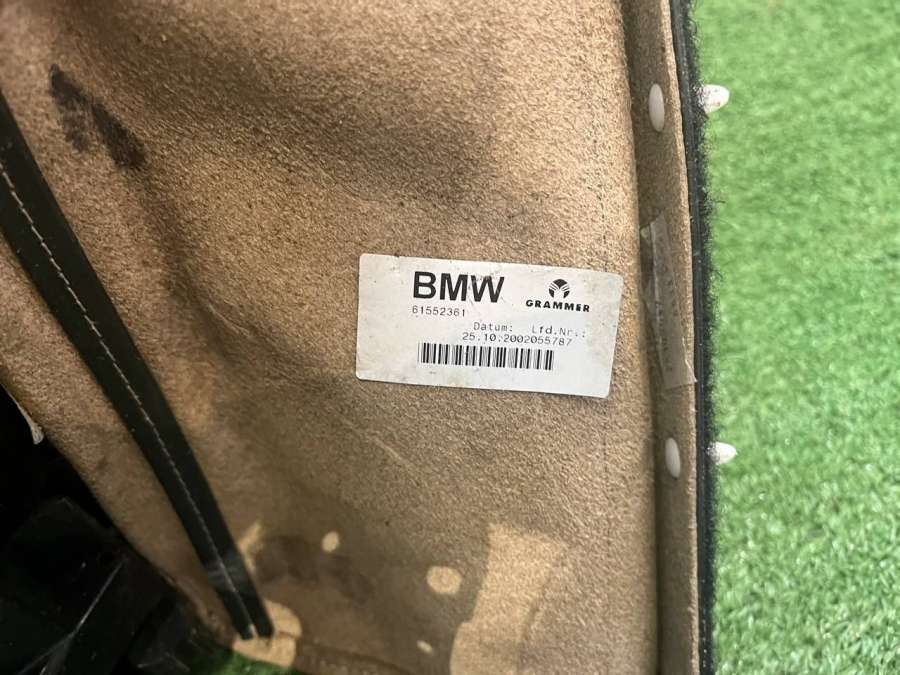 BMW
GRAMMER
61552361
Datum: Lfd.Nr.:
25.10.2002055787